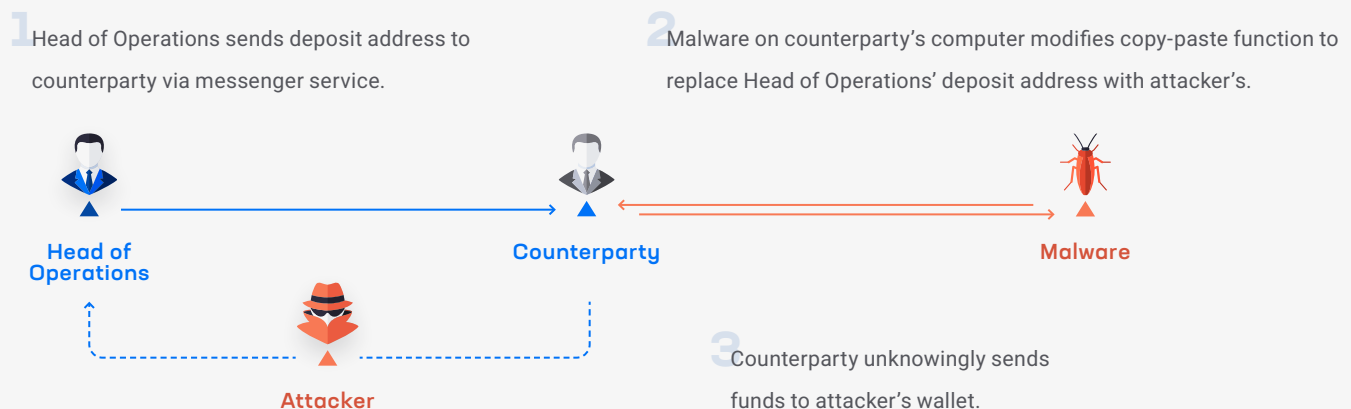 1
Head of Operations sends deposit address to
counterparty via messenger service.
2
Malware on counterparty’s computer modifies copy-paste function to
replace Head of Operations’ deposit address with attacker’s.
Head of
Operations
Counterparty
Malware
Attacker
3
Counterparty unknowingly sends
funds to attacker’s wallet.